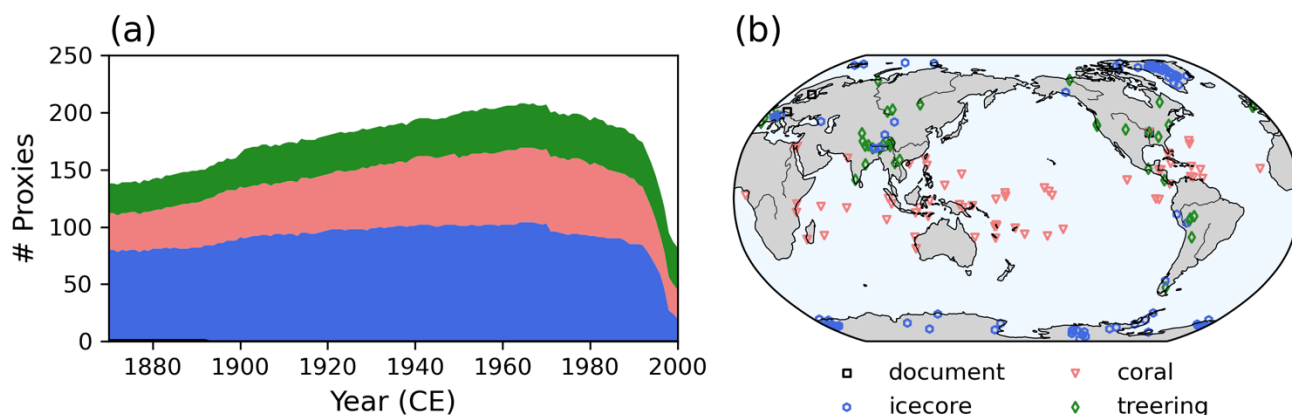 (a)
250
200
150
100
50
0
# Proxies
1880 1900 1920 1940 1960 1980 2000
Year (CE)
(b)
document
icecore
coral
treering